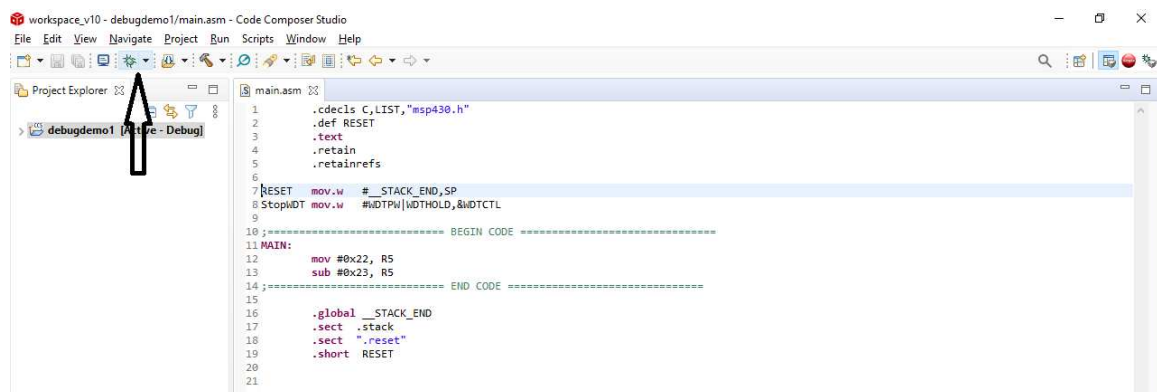 workspace_v10 - debugdemo1/main.asm - Code Composer Studio
File Edit View Navigate Project Run Scripts Window Help
Project Explorer
debugdemo1 [Active - Debug]
main.asm
1 .cdecls C,LIST,"msp430.h"
2 .def RESET
3 .text
4 .retain
5 .retainrefs
6
7 RESET mov.w #__STACK_END,SP
8 StopWDT mov.w #WDTPW|WDTHOLD,&WDTCTL
9
10 ;============================ BEGIN CODE ===============================
11 MAIN:
12 mov #0x22, R5
13 sub #0x23, R5
14 ;============================ END CODE ===============================
15
16 .global __STACK_END
17 .sect .stack
18 .sect ".reset"
19 .short RESET
20
21